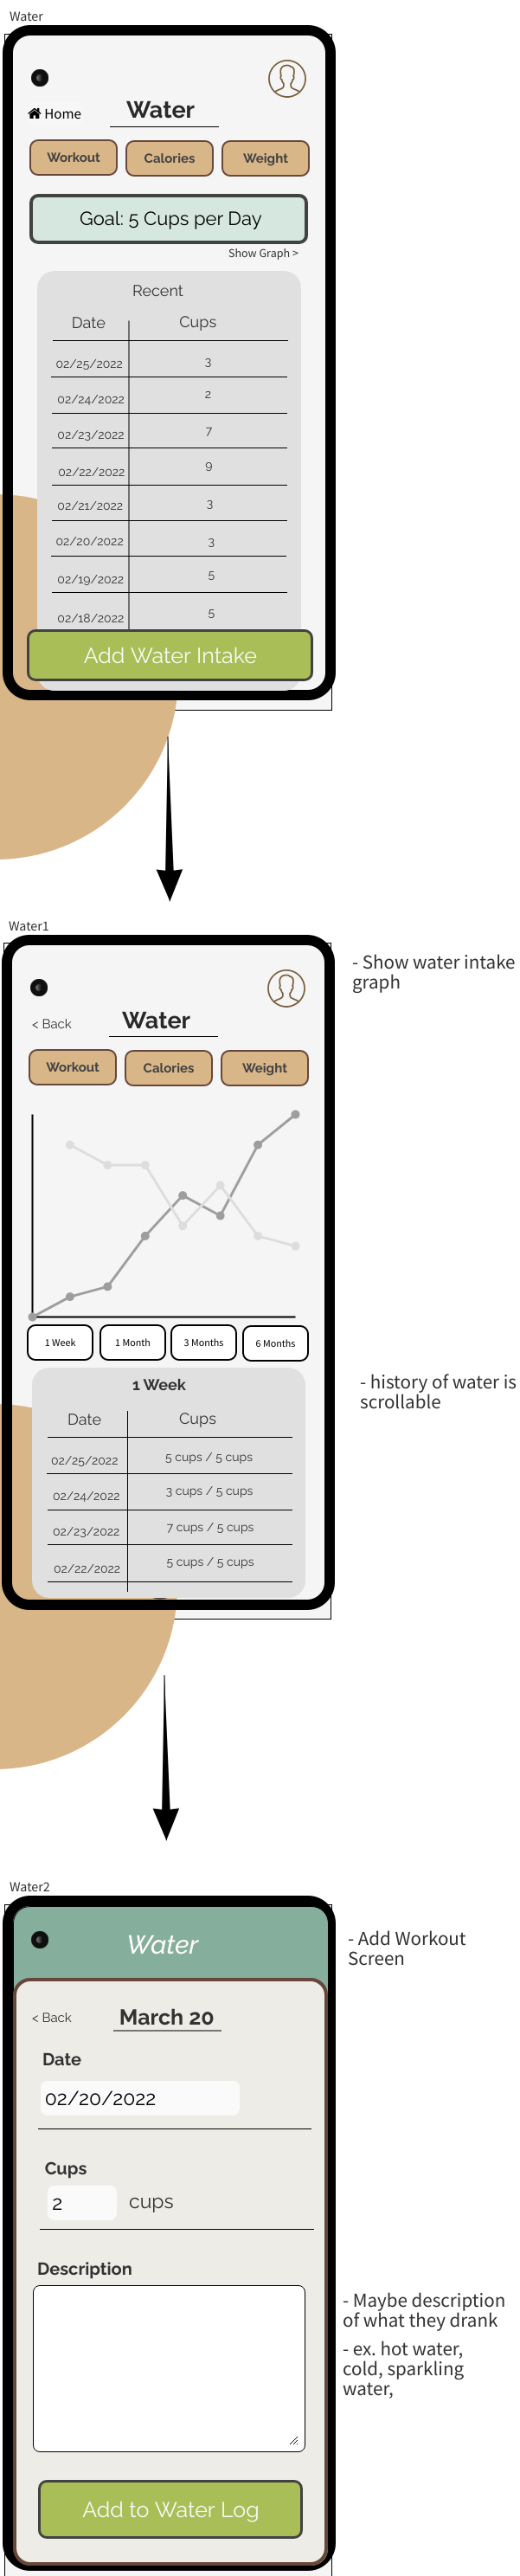 Water
Home
Water
Workout Calories Weight
Goal: 5 Cups per Day
Show Graph >
Recent
Date Cups
02/25/2022 3
02/24/2022 2
02/23/2022 7
02/22/2022 9
02/21/2022 3
02/20/2022 3
02/19/2022 5
02/18/2022 5
Add Water Intake
Water1
- Show water intake
graph
< Back
Water
Workout Calories Weight
1 Week 1 Month 3 Months 6 Months
- history of water is
scrollable
1 Week
Date Cups
02/25/2022 5 cups / 5 cups
02/24/2022 3 cups / 5 cups
02/23/2022 7 cups / 5 cups
02/22/2022 5 cups / 5 cups
Water2
Water
- Add Workout
Screen
< Back
March 20
Date
02/20/2022
Cups
2 cups
Description
- Maybe description
of what they drank
- ex. hot water,
cold, sparkling
water,
Add to Water Log